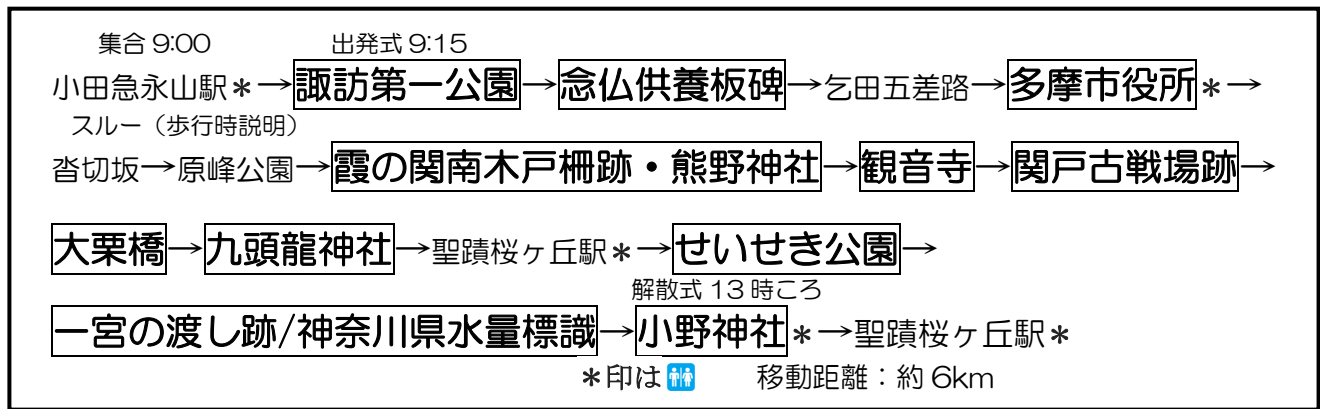 集合 9:00 出発式 9:15
小田急永山駅＊→諏訪第一公園→念仏供養板碑→乞田五差路→多摩市役所＊→
スルー（歩行時説明）
沓切坂→原峰公園→霞の関南木戸柵跡・熊野神社→観音寺→関戸古戦場跡→
大栗橋→九頭龍神社→聖蹟桜ヶ丘駅＊→せいせき公園→
解散式 13 時ころ
一宮の渡し跡/神奈川県水量標識→小野神社＊→聖蹟桜ヶ丘駅＊
＊印は🚻 移動距離：約 6km